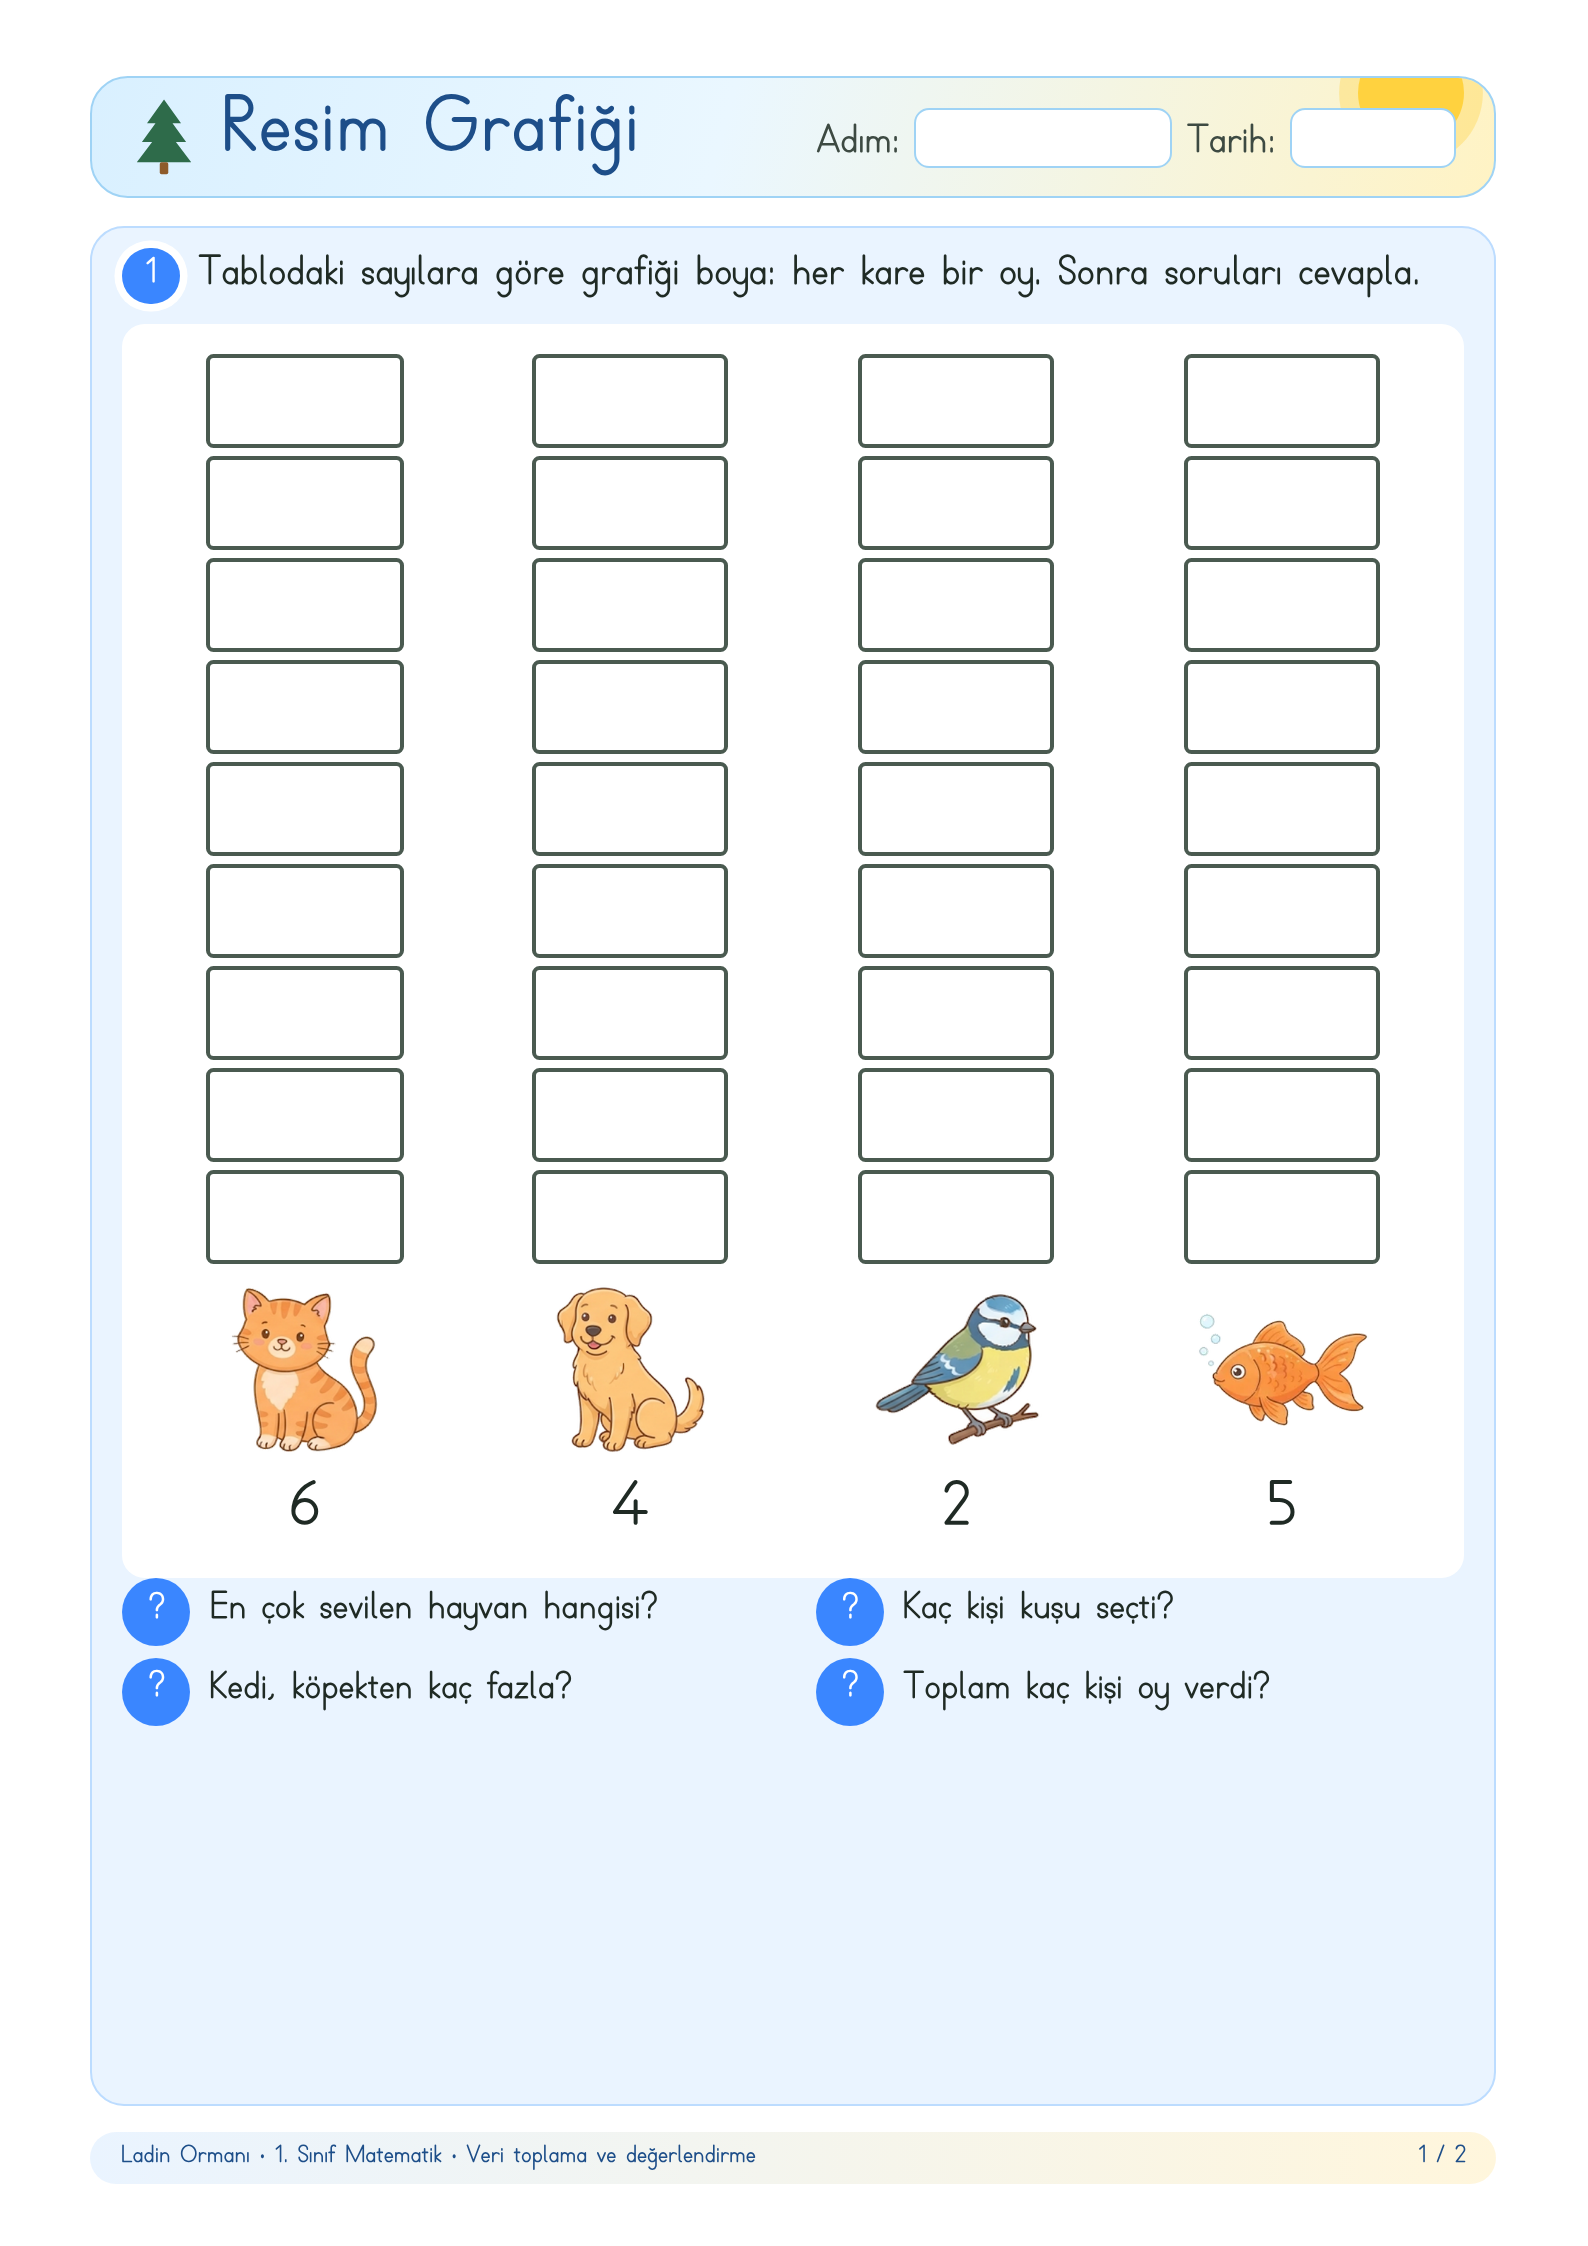 Resim Grafiği
Adım: Tarih:
1 Tablodaki sayılara göre grafiği boya: her kare bir oy. Sonra soruları cevapla.
6 4 2 5
? En çok sevilen hayvan hangisi?
? Kaç kişi kuşu seçti?
? Kedi, köpekten kaç fazla?
? Toplam kaç kişi oy verdi?
Ladin Ormanı • 1. Sınıf Matematik • Veri toplama ve değerlendirme 1 / 2